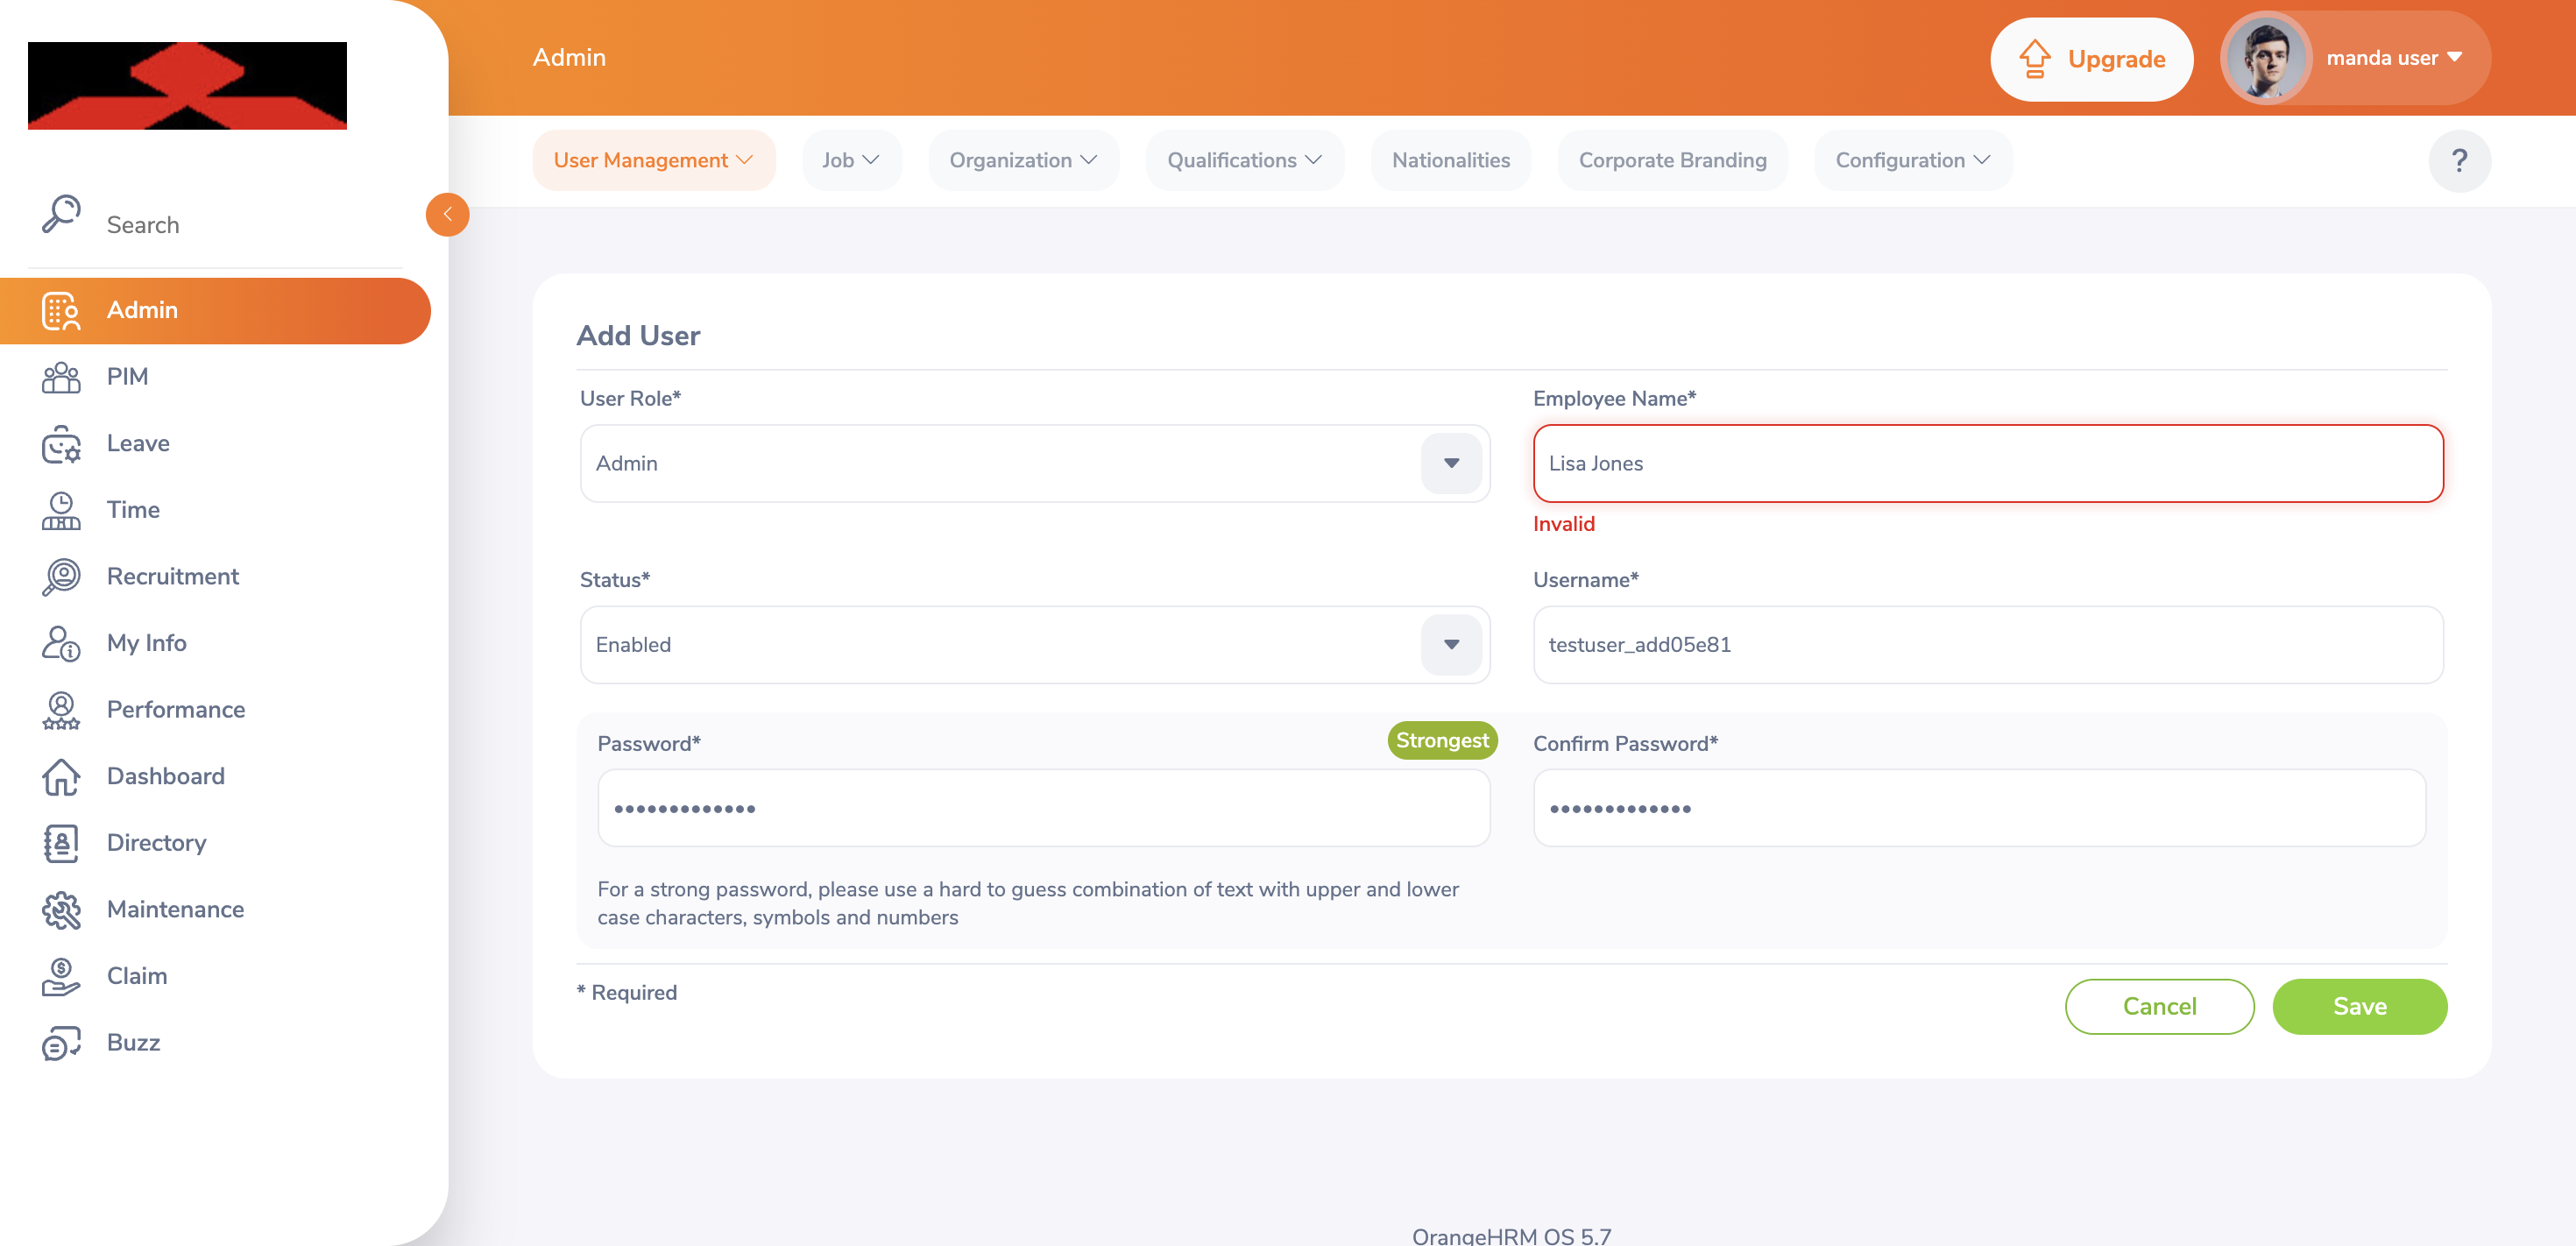 Admin
Upgrade
manda user
User Management
Job
Organization
Qualifications
Nationalities
Corporate Branding
Configuration
?
Search
Admin
PIM
Leave
Time
Recruitment
My Info
Performance
Dashboard
Directory
Maintenance
Claim
Buzz
Add User
User Role*
Admin
Employee Name*
Lisa Jones
Invalid
Status*
Enabled
Username*
testuser_add05e81
Password*
Strongest
•••••••••••••
Confirm Password*
•••••••••••••
For a strong password, please use a hard to guess combination of text with upper and lower
case characters, symbols and numbers
* Required
Cancel
Save
OrangeHRM OS 5.7